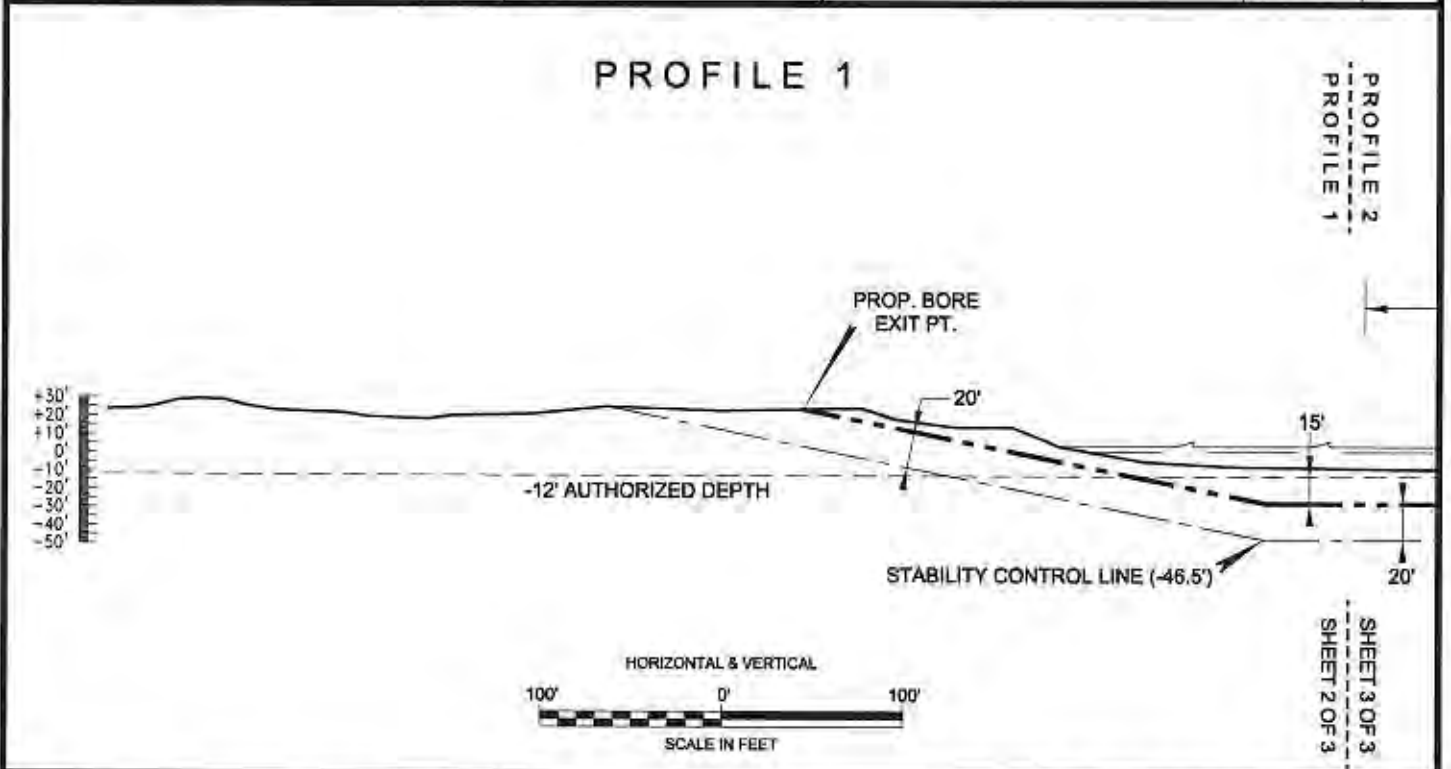 PROFILE 1
PROFILE 2
PROFILE 1
PROP. BORE
EXIT PT.
+30'
+20'
+10'
0'
-10'
-20'
-30'
-40'
-50'
20'
15'
-12' AUTHORIZED DEPTH
STABILITY CONTROL LINE (-46.5')
20'
HORIZONTAL & VERTICAL
100' 0' 100'
SCALE IN FEET
SHEET 3 OF 3
SHEET 2 OF 3